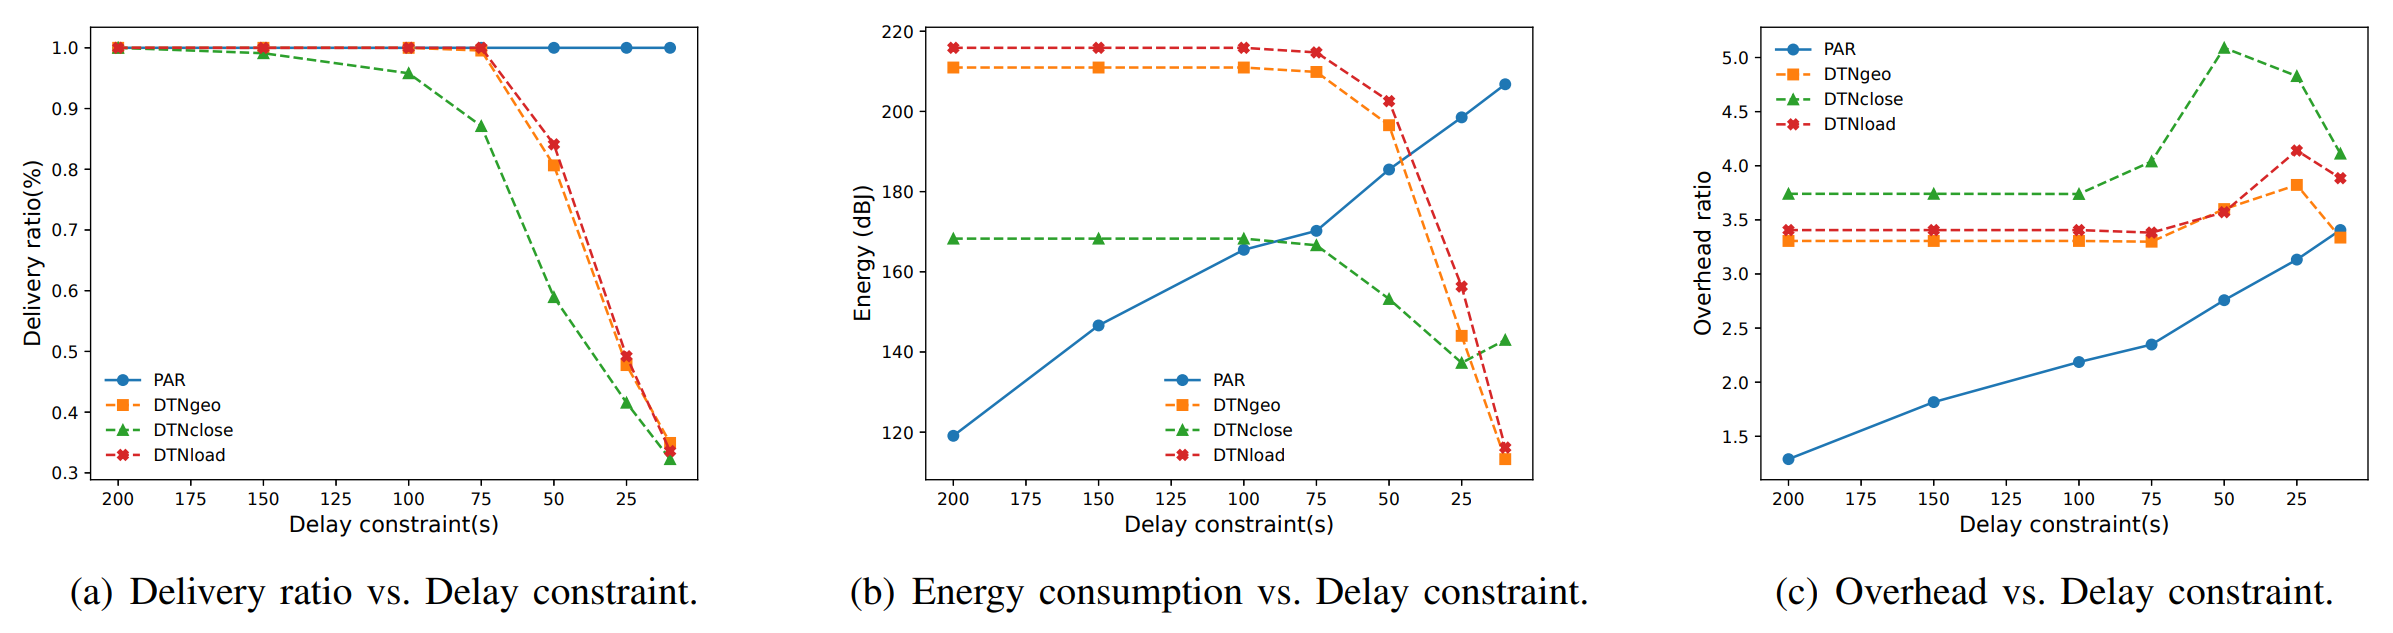 Delivery ratio(%)
1.0
0.9
0.8
0.7
0.6
0.5
0.4
0.3
PAR
DTNgeo
DTNclose
DTNload
200 175 150 125 100 75 50 25
Delay constraint(s)
(a) Delivery ratio vs. Delay constraint.
Energy (dBJ)
220
200
180
160
140
120
PAR
DTNgeo
DTNclose
DTNload
200 175 150 125 100 75 50 25
Delay constraint(s)
(b) Energy consumption vs. Delay constraint.
Overhead ratio
5.0
4.5
4.0
3.5
3.0
2.5
2.0
1.5
PAR
DTNgeo
DTNclose
DTNload
200 175 150 125 100 75 50 25
Delay constraint(s)
(c) Overhead vs. Delay constraint.